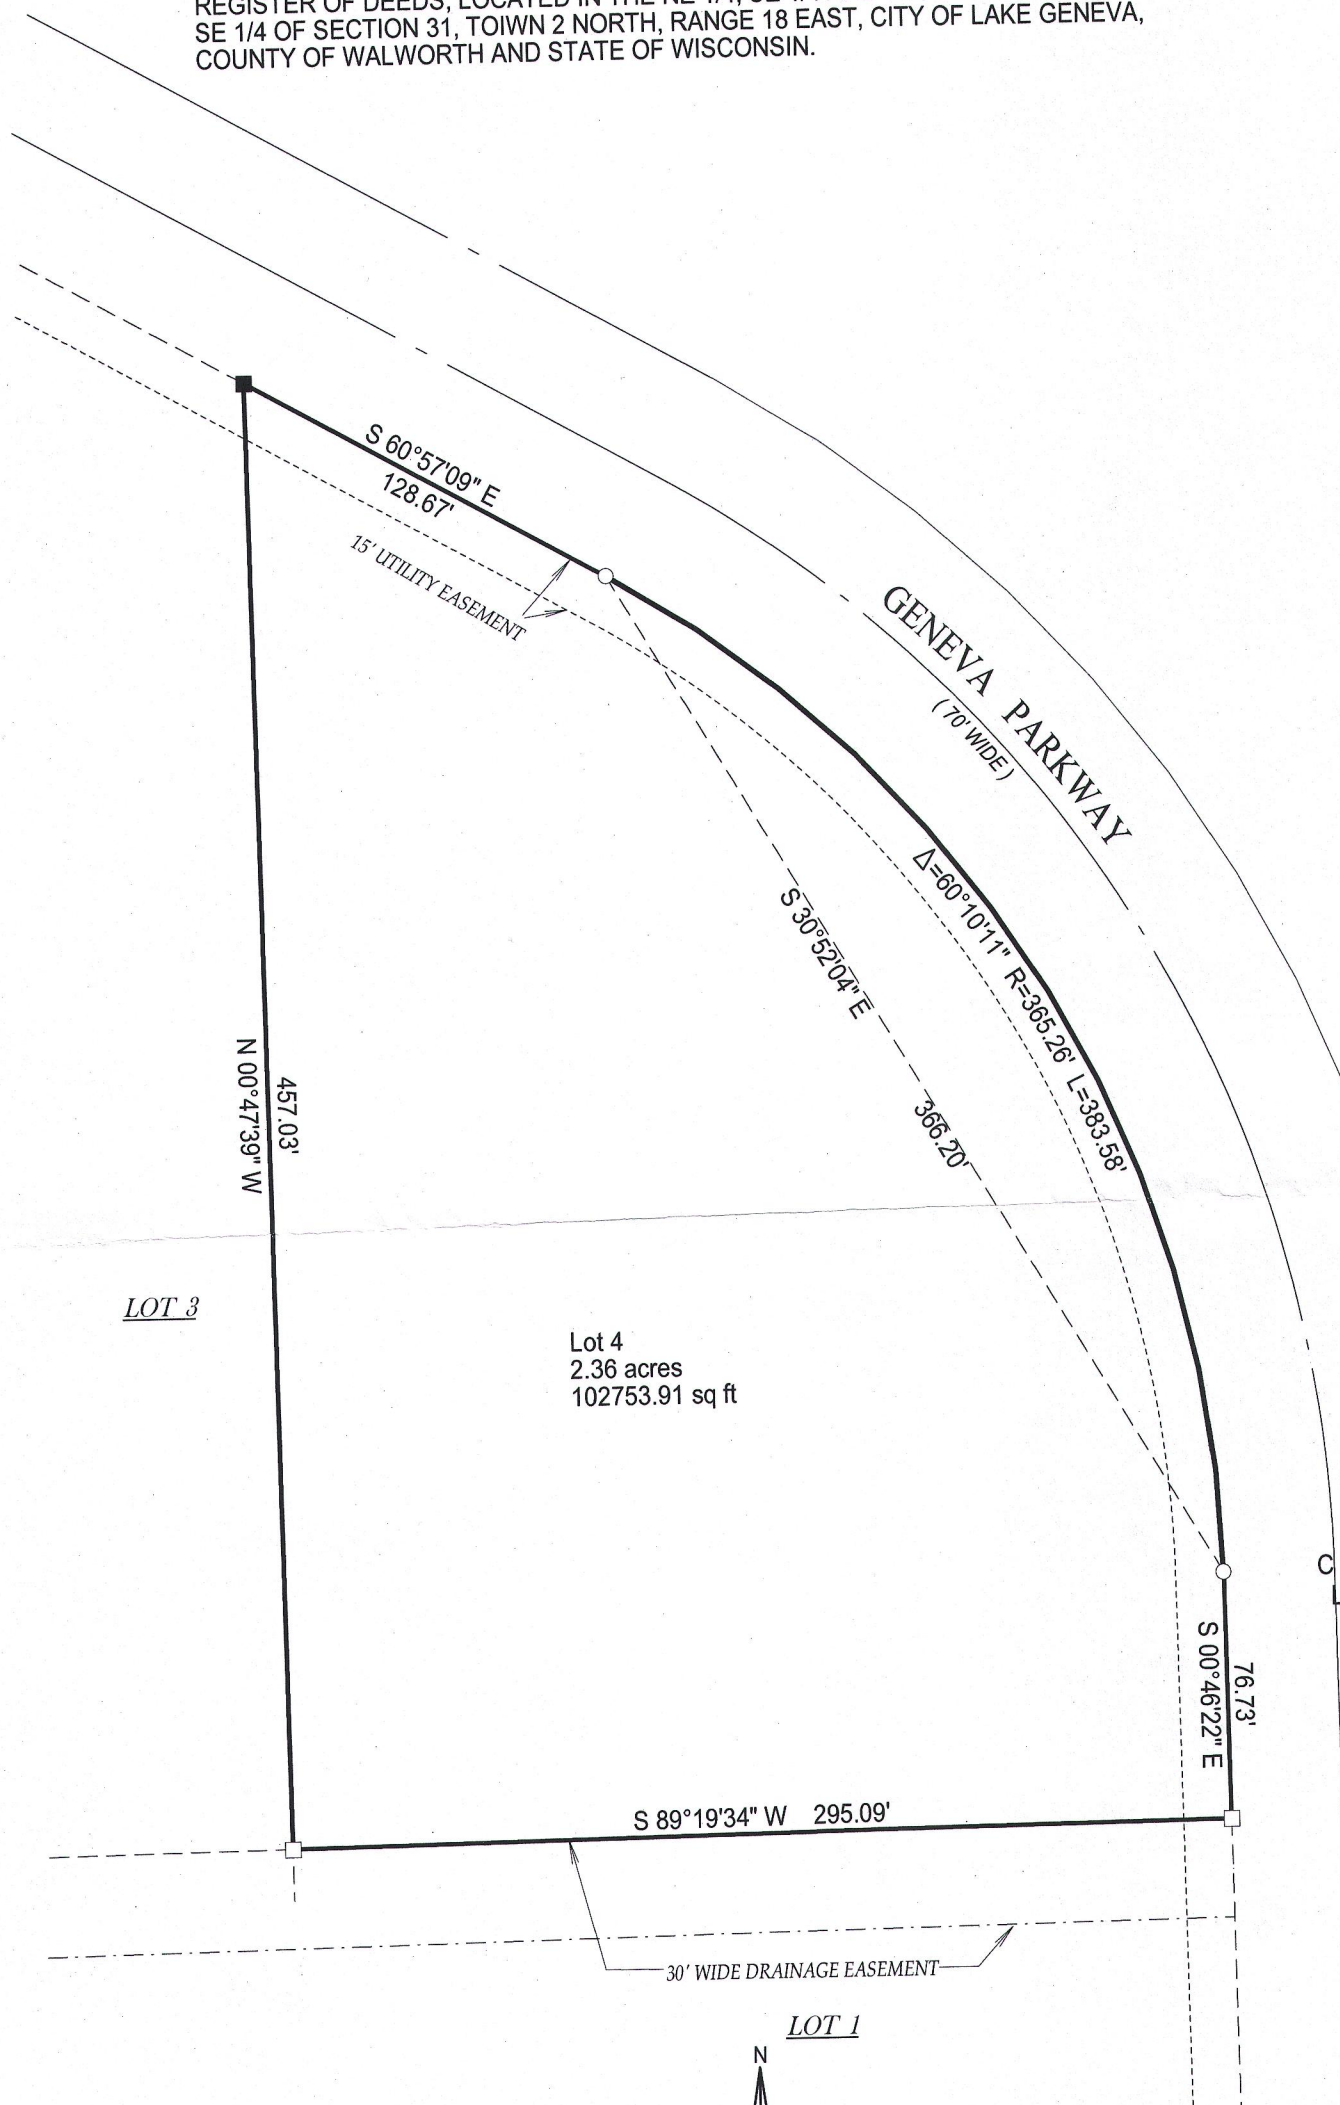 REGISTER OF DEEDS, LOCATED IN THE NE 1/4,
SE 1/4 OF SECTION 31, TOIWN 2 NORTH, RANGE 18 EAST, CITY OF LAKE GENEVA,
COUNTY OF WALWORTH AND STATE OF WISCONSIN.
S 60°57'09" E
128.67'
15' UTILITY EASEMENT
GENEVA PARKWAY
( 70' WIDE )
Δ=60°10'11" R=365.26' L=383.58'
S 30°52'04" E
366.20'
N 00°47'39" W
457.03'
LOT 3
Lot 4
2.36 acres
102753.91 sq ft
C
L
S 00°46'22" E
76.73'
S 89°19'34" W 295.09'
30' WIDE DRAINAGE EASEMENT
LOT 1
N